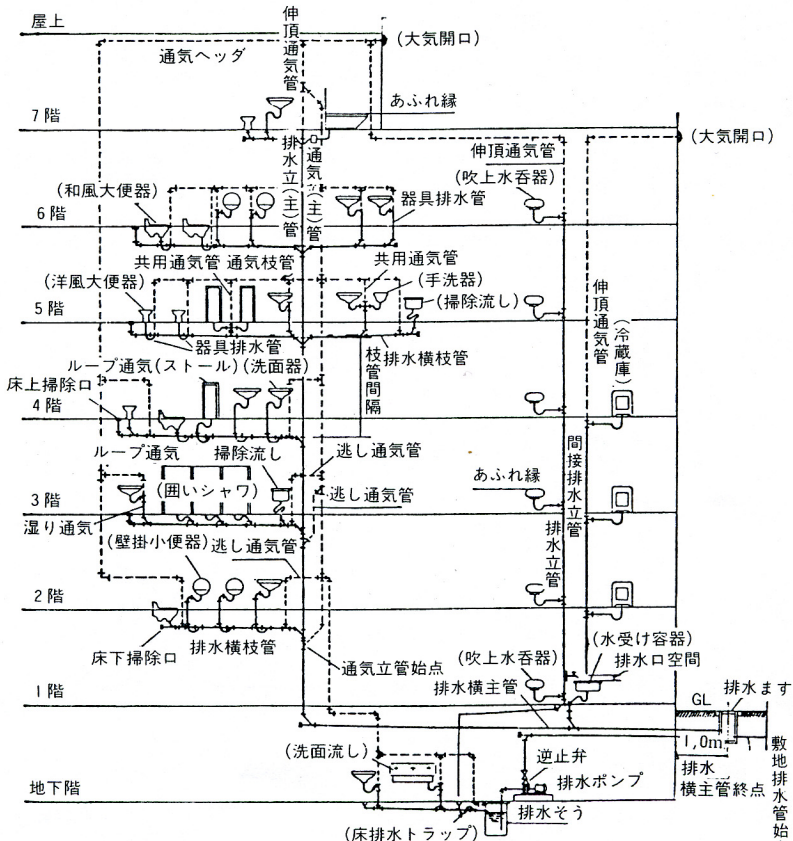 屋上
伸頂通気管
(大気開口)
通気ヘッダ
あふれ縁
7階
(大気開口)
排水立(主)管
通気立(主)管
伸頂通気管
(吹上水呑器)
(和風大便器)
器具排水管
6階
共用通気管
通気枝管
共用通気管
(洋風大便器)
(手洗器)
(掃除流し)
伸頂通気管
5階
器具排水管
排水横枝管
(冷蔵庫)
ループ通気
(ストール)
(洗面器)
枝管間隔
床上掃除口
4階
ループ通気
掃除流し
逃し通気管
間接排水立管
あふれ縁
(囲いシャワ)
3階
逃し通気管
湿り通気
(壁掛小便器)
逃し通気管
排水立管
2階
排水横枝管
床下掃除口
通気立管始点
(吹上水呑器)
(水受け容器)
排水口空間
1階
排水横主管
GL
排水ます
1,0m
(洗面流し)
逆止弁
排水
横主管終点
排水ポンプ
敷地排水管始
地下階
排水そう
(床排水トラップ)